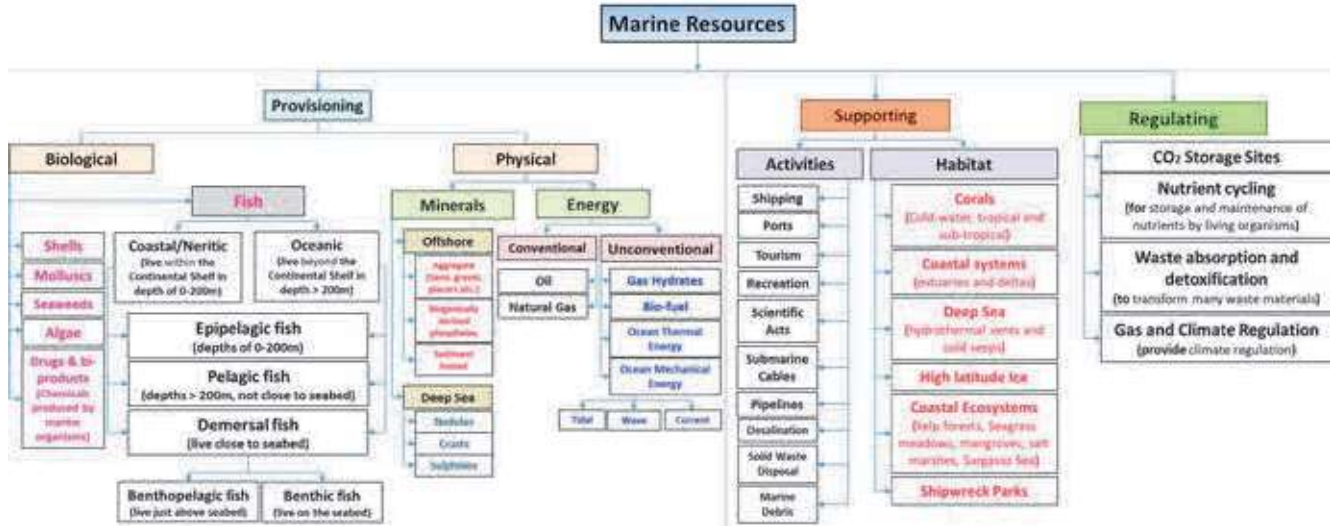 Marine Resources
Provisioning
Supporting
Regulating
Biological
Physical
Activities
Habitat
Fish
Minerals
Energy
Shells
Molluscs
Seaweeds
Algae
Drugs & bi-
products
(Chemicals
produced by
marine
organisms)
Coastal/Neritic
(live within the
Continental Shelf in
depth of 0-200m)
Oceanic
(live beyond the
Continental Shelf in
depth > 200m)
Epipelagic fish
(depths of 0-200m)
Pelagic fish
(depths > 200m, not close to seabed)
Demersal fish
(live close to seabed)
Benthopelagic fish
(live just above seabed)
Benthic fish
(live on the seabed)
Offshore
(Sand, gravel,
placers etc.)
Deep Sea
Nodules
Crusts
Sulphides
Conventional
Oil
Natural Gas
Unconventional
Gas Hydrates
Bio-fuel
Ocean Thermal
Energy
Ocean Mechanical
Energy
Tidal
Wave
Current
Shipping
Ports
Tourism
Recreation
Scientific
Acts
Submarine
Cables
Pipelines
Desalination
Solid Waste
Disposal
Marine
Debris
Corals
(Cold-water, tropical and
sub-tropical)
Coastal systems
(estuaries and deltas)
Deep Sea
(hydrothermal vents and
cold seeps)
High latitude Ice
Coastal Ecosystems
(kelp forests, Seagrass
meadows, mangroves, salt
marshes, Sargasso Sea)
Shipwreck Parks
CO₂ Storage Sites
Nutrient cycling
(for storage and maintenance of
nutrients by living organisms)
Waste absorption and
detoxification
(to transform many waste materials)
Gas and Climate Regulation
(provide climate regulation)